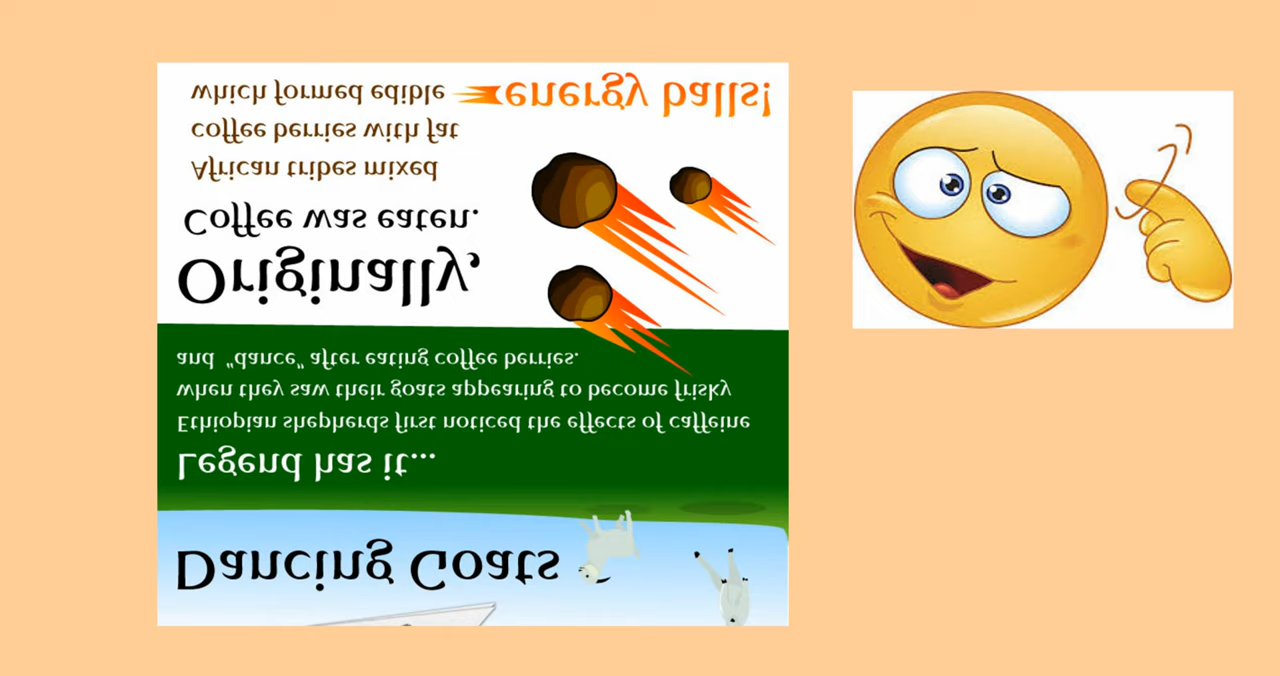 Dancing Goats
Legend has it...
Ethiopian shepherds first noticed the effects of caffeine
when they saw their goats appearing to become frisky
and „dance” after eating coffee berries.
Originally,
Coffee was eaten.
African tribes mixed
coffee berries with fat
which formed edible energy balls!